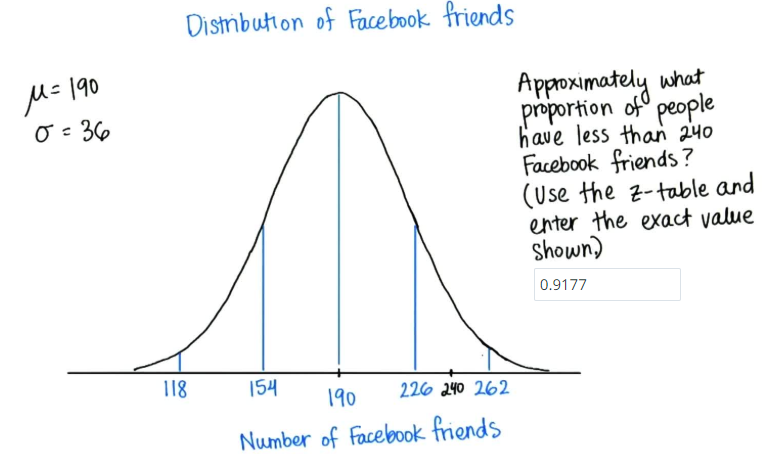 Distribution of Facebook friends
μ = 190
σ = 36
Approximately what
proportion of people
have less than 240
Facebook friends?
(Use the z-table and
enter the exact value
shown.)
0.9177
118 154 190 226 240 262
Number of Facebook friends